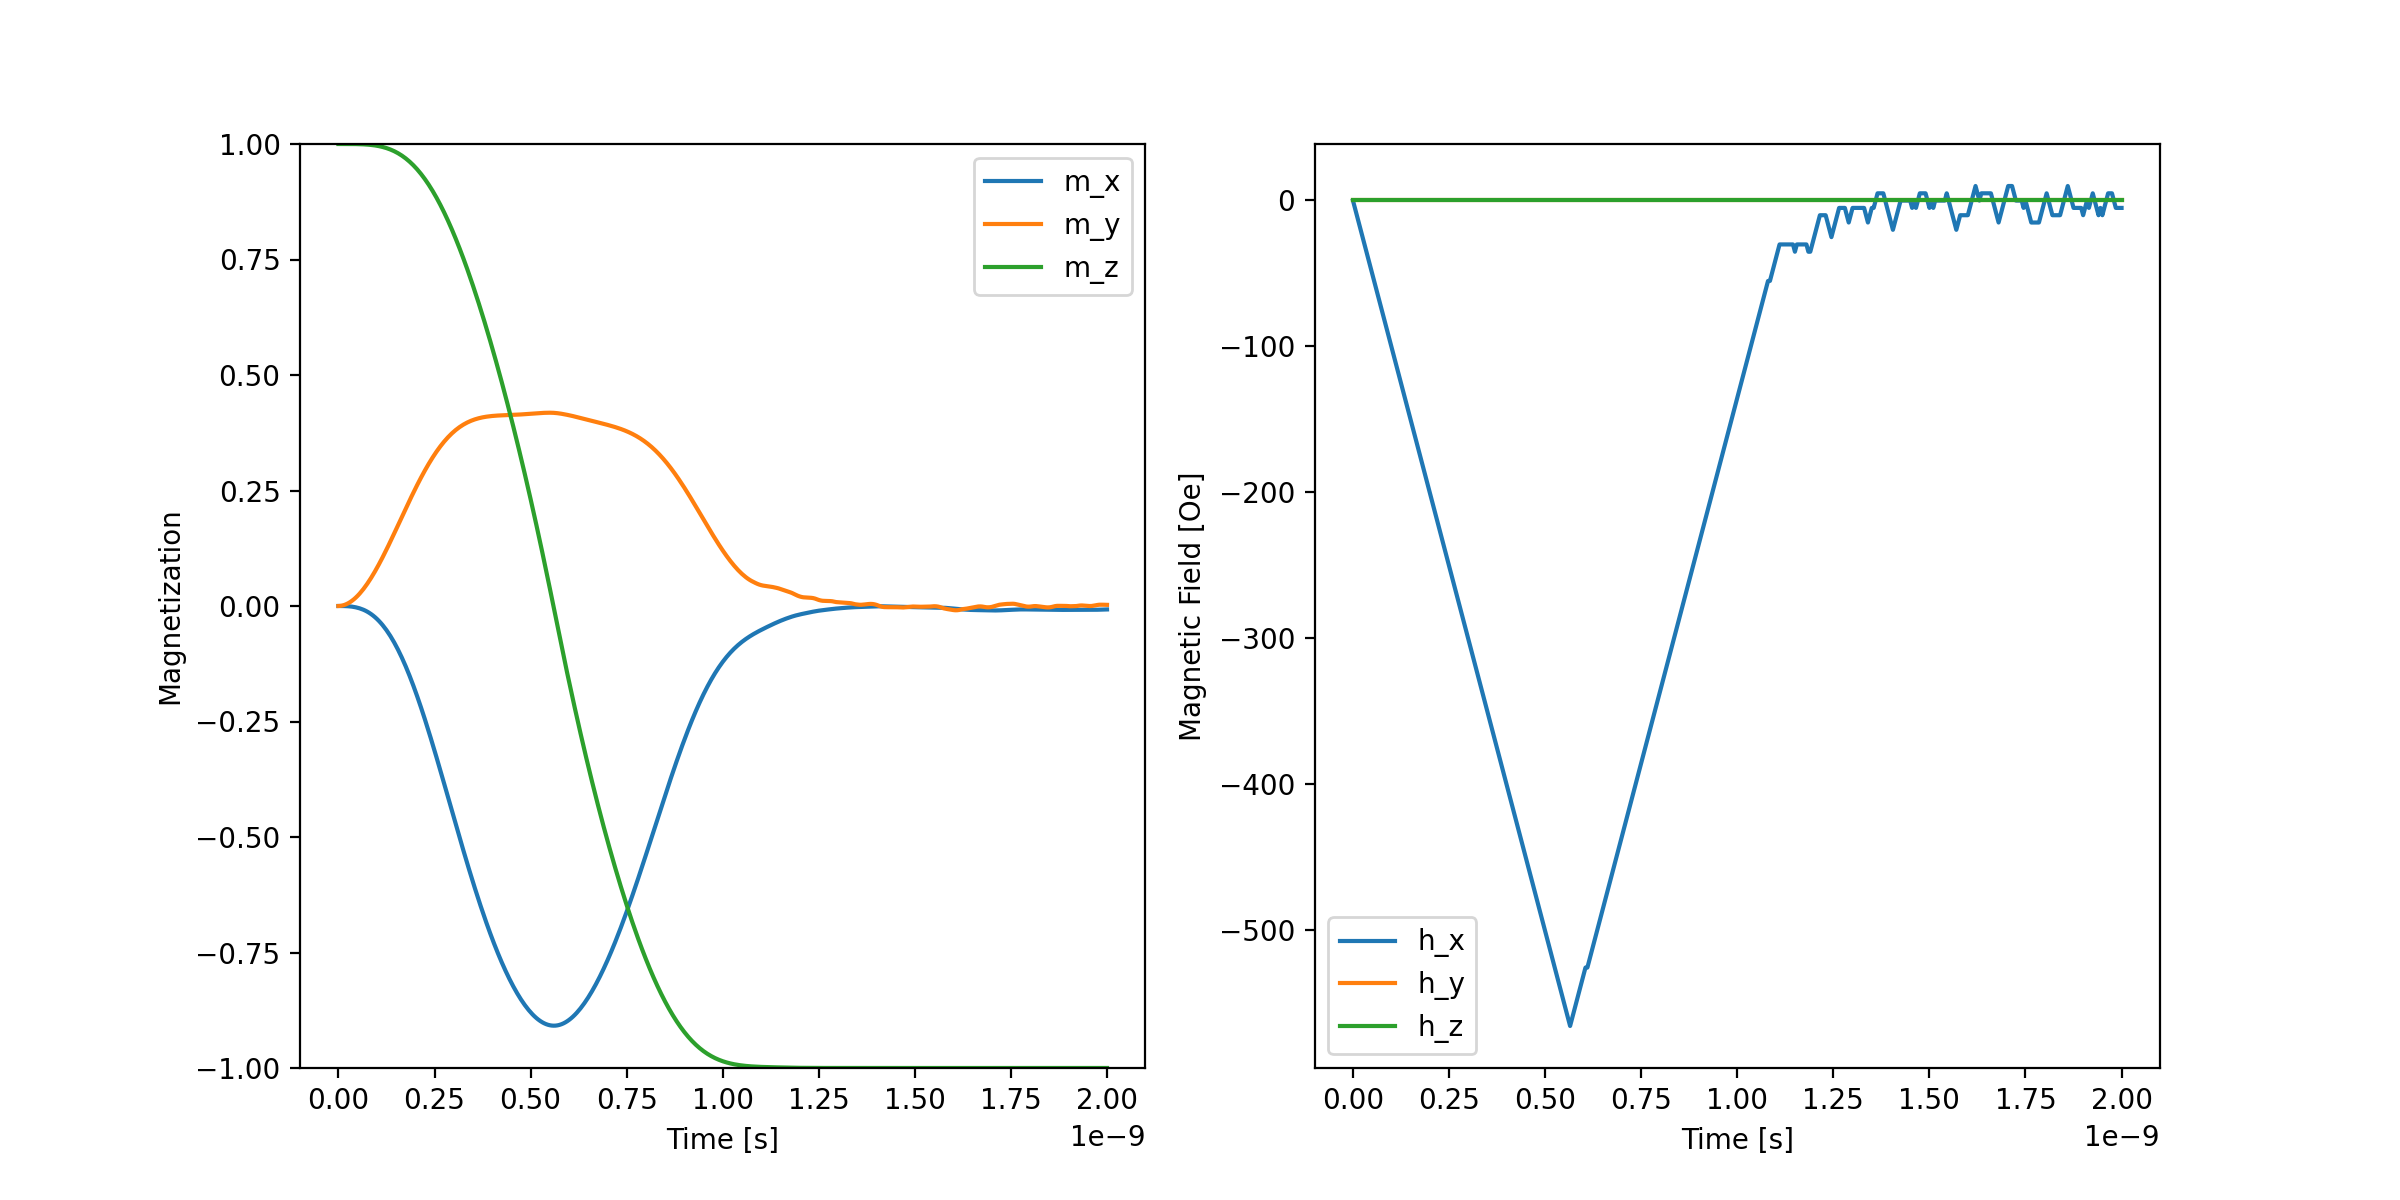 1.00
0.75
0.50
0.25
0.00
−0.25
−0.50
−0.75
−1.00
Magnetization
m_x
m_y
m_z
0.00 0.25 0.50 0.75 1.00 1.25 1.50 1.75 2.00
Time [s]
1e−9
0
−100
−200
−300
−400
−500
Magnetic Field [Oe]
h_x
h_y
h_z
0.00 0.25 0.50 0.75 1.00 1.25 1.50 1.75 2.00
Time [s]
1e−9